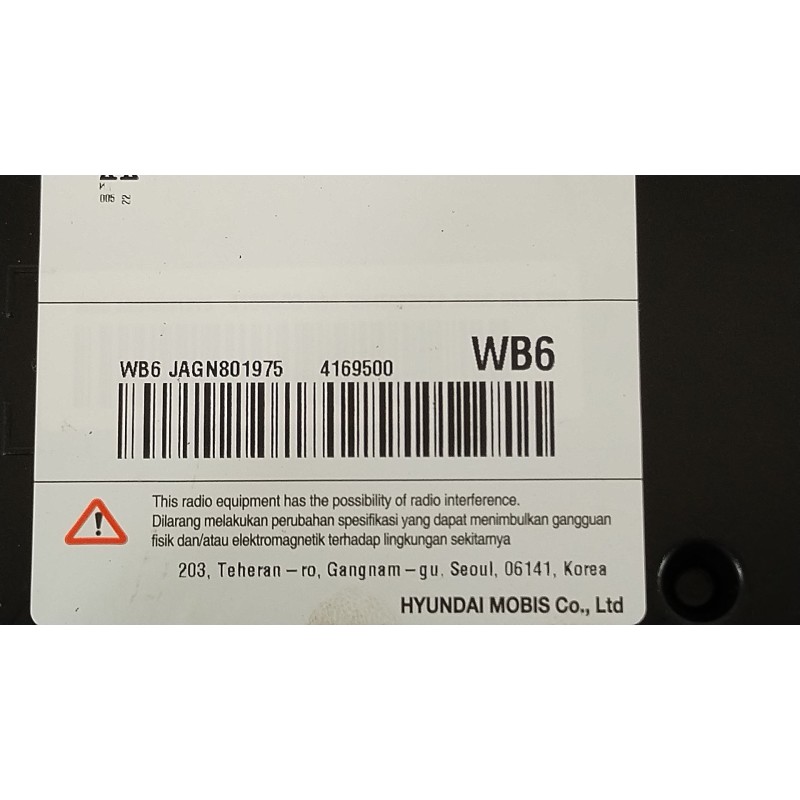 005 22
WB6 JAGN801975 4169500 WB6
This radio equipment has the possibility of radio interference.
Dilarang melakukan perubahan spesifikasi yang dapat menimbulkan gangguan
fisik dan/atau elektromagnetik terhadap lingkungan sekitarnya
203, Teheran-ro, Gangnam-gu, Seoul, 06141, Korea
HYUNDAI MOBIS Co., Ltd